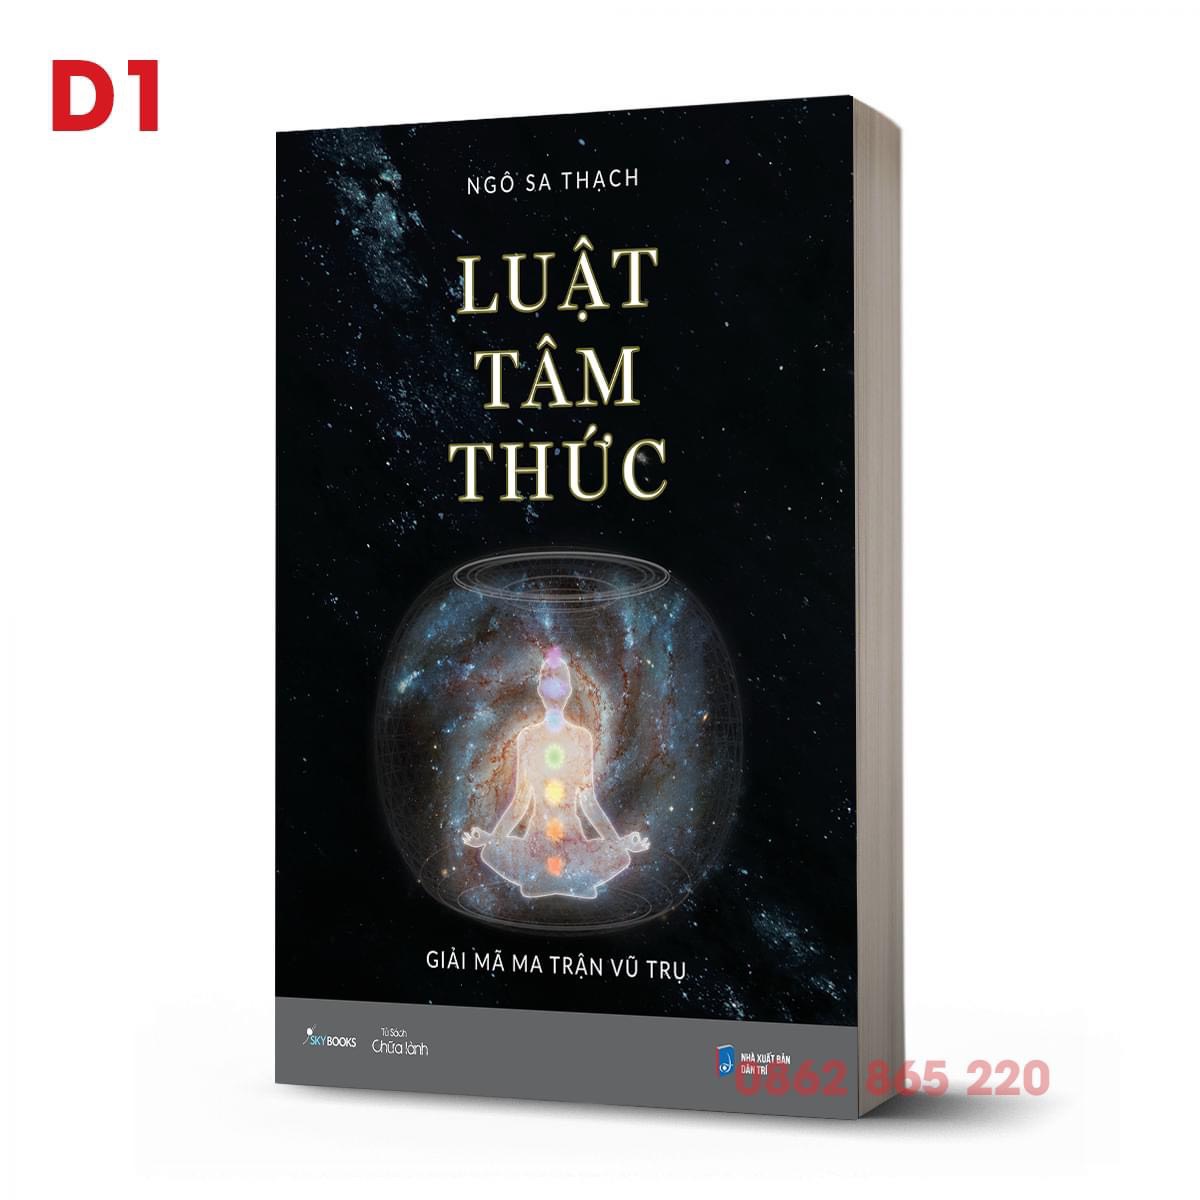 D1
NGÔ SA THẠCH
LUẬT
TÂM
THỨC
GIẢI MÃ MA TRẬN VŨ TRỤ
SKYBOOKS
Tủ Sách
Chữa lành
NHÀ XUẤT BẢN
DÂN TRÍ
0862 865 220